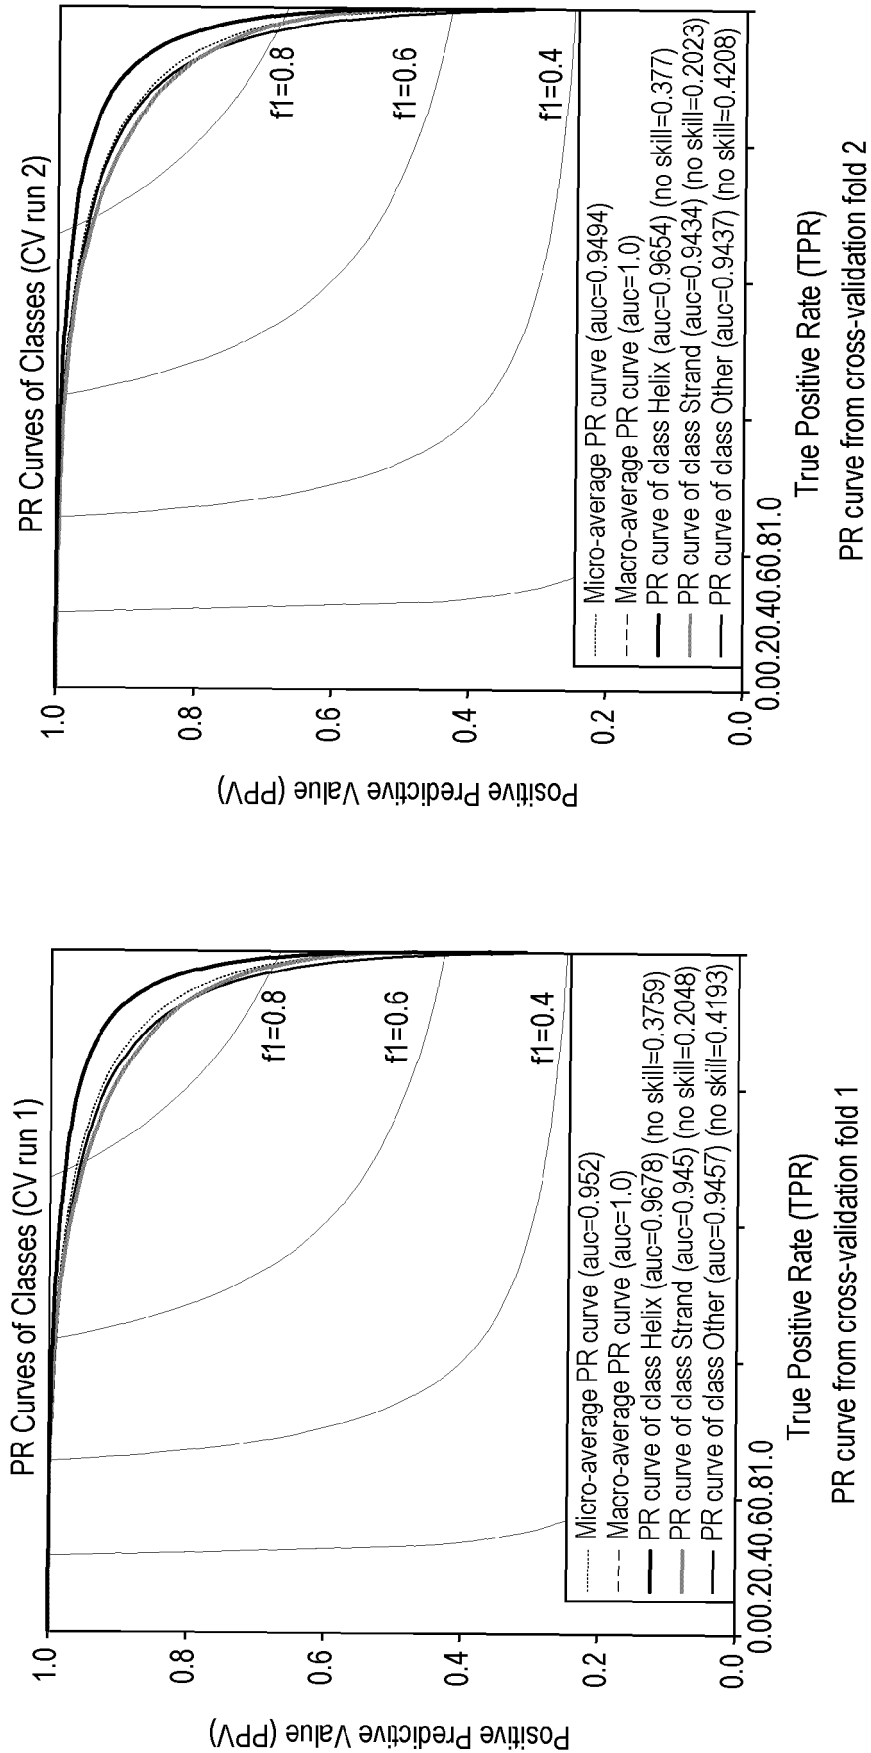 PR Curves of Classes (CV run 1)
Positive Predictive Value (PPV)
1.0
0.8
0.6
0.4
0.2
0.0
f1=0.8
f1=0.6
f1=0.4
Micro-average PR curve (auc=0.952)
Macro-average PR curve (auc=1.0)
PR curve of class Helix (auc=0.9678) (no skill=0.3759)
PR curve of class Strand (auc=0.945) (no skill=0.2048)
PR curve of class Other (auc=0.9457) (no skill=0.4193)
0.00.20.40.60.81.0
True Positive Rate (TPR)
PR curve from cross-validation fold 1
PR Curves of Classes (CV run 2)
Positive Predictive Value (PPV)
1.0
0.8
0.6
0.4
0.2
0.0
f1=0.8
f1=0.6
f1=0.4
Micro-average PR curve (auc=0.9494)
Macro-average PR curve (auc=1.0)
PR curve of class Helix (auc=0.9654) (no skill=0.377)
PR curve of class Strand (auc=0.9434) (no skill=0.2023)
PR curve of class Other (auc=0.9437) (no skill=0.4208)
0.00.20.40.60.81.0
True Positive Rate (TPR)
PR curve from cross-validation fold 2